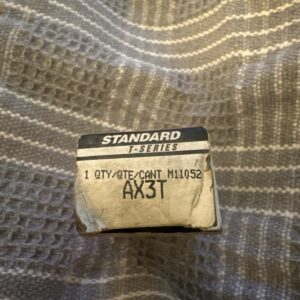 STANDARD
T-SERIES
1 QTY/QTE/CANT M11052
AX3T